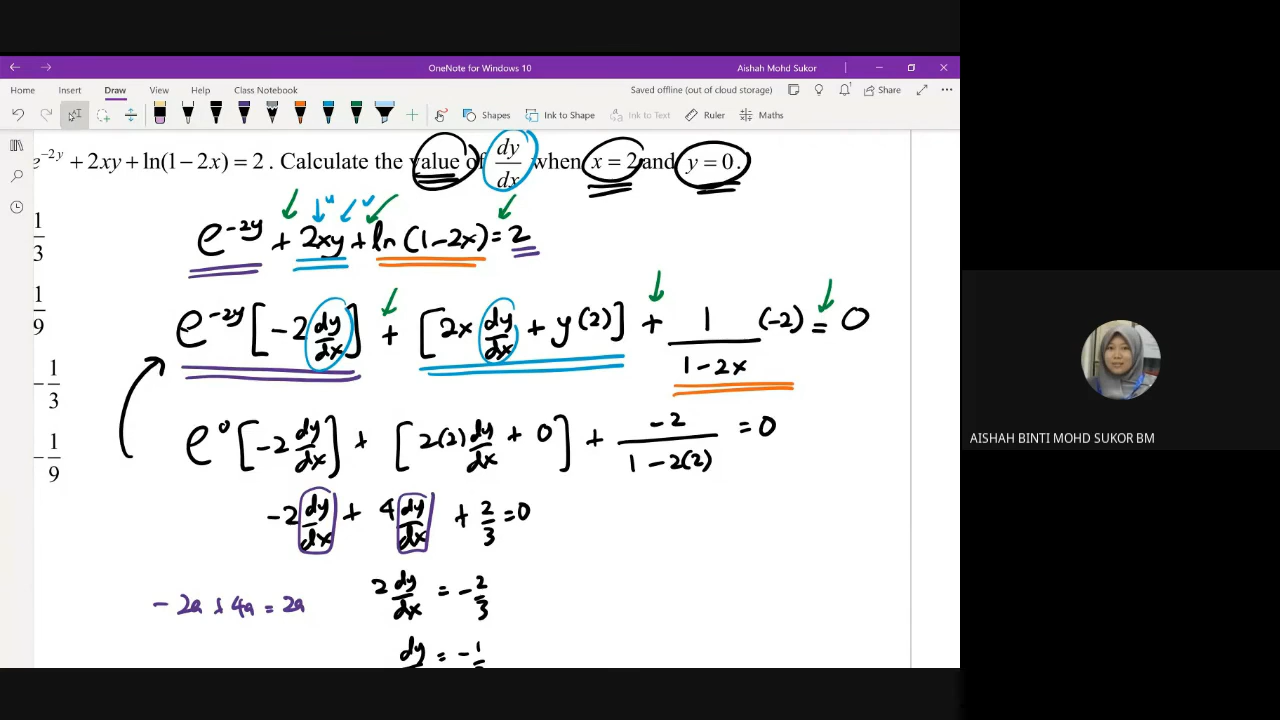 OneNote for Windows 10
Aishah Mohd Sukor
Home Insert Draw View Help Class Notebook
Saved offline (out of cloud storage)
Share
Shapes Ink to Shape Ink to Text Ruler Maths
e^{-2y} + 2xy + ln(1 − 2x) = 2 . Calculate the value of dy/dx when x = 2 and y = 0.
u v
e^{-2y} + 2xy + ln (1-2x) = 2
1/3
1/9
-1/3
-1/9
e^{-2y} [-2 dy/dx] + [2x dy/dx + y(2)] + 1/(1-2x) (-2) = 0
e^0 [-2 dy/dx] + [2(2) dy/dx + 0] + -2/(1-2(2)) = 0
-2 dy/dx + 4 dy/dx + 2/3 = 0
2 dy/dx = -2/3
-2a + 4a = 2a
AISHAH BINTI MOHD SUKOR BM